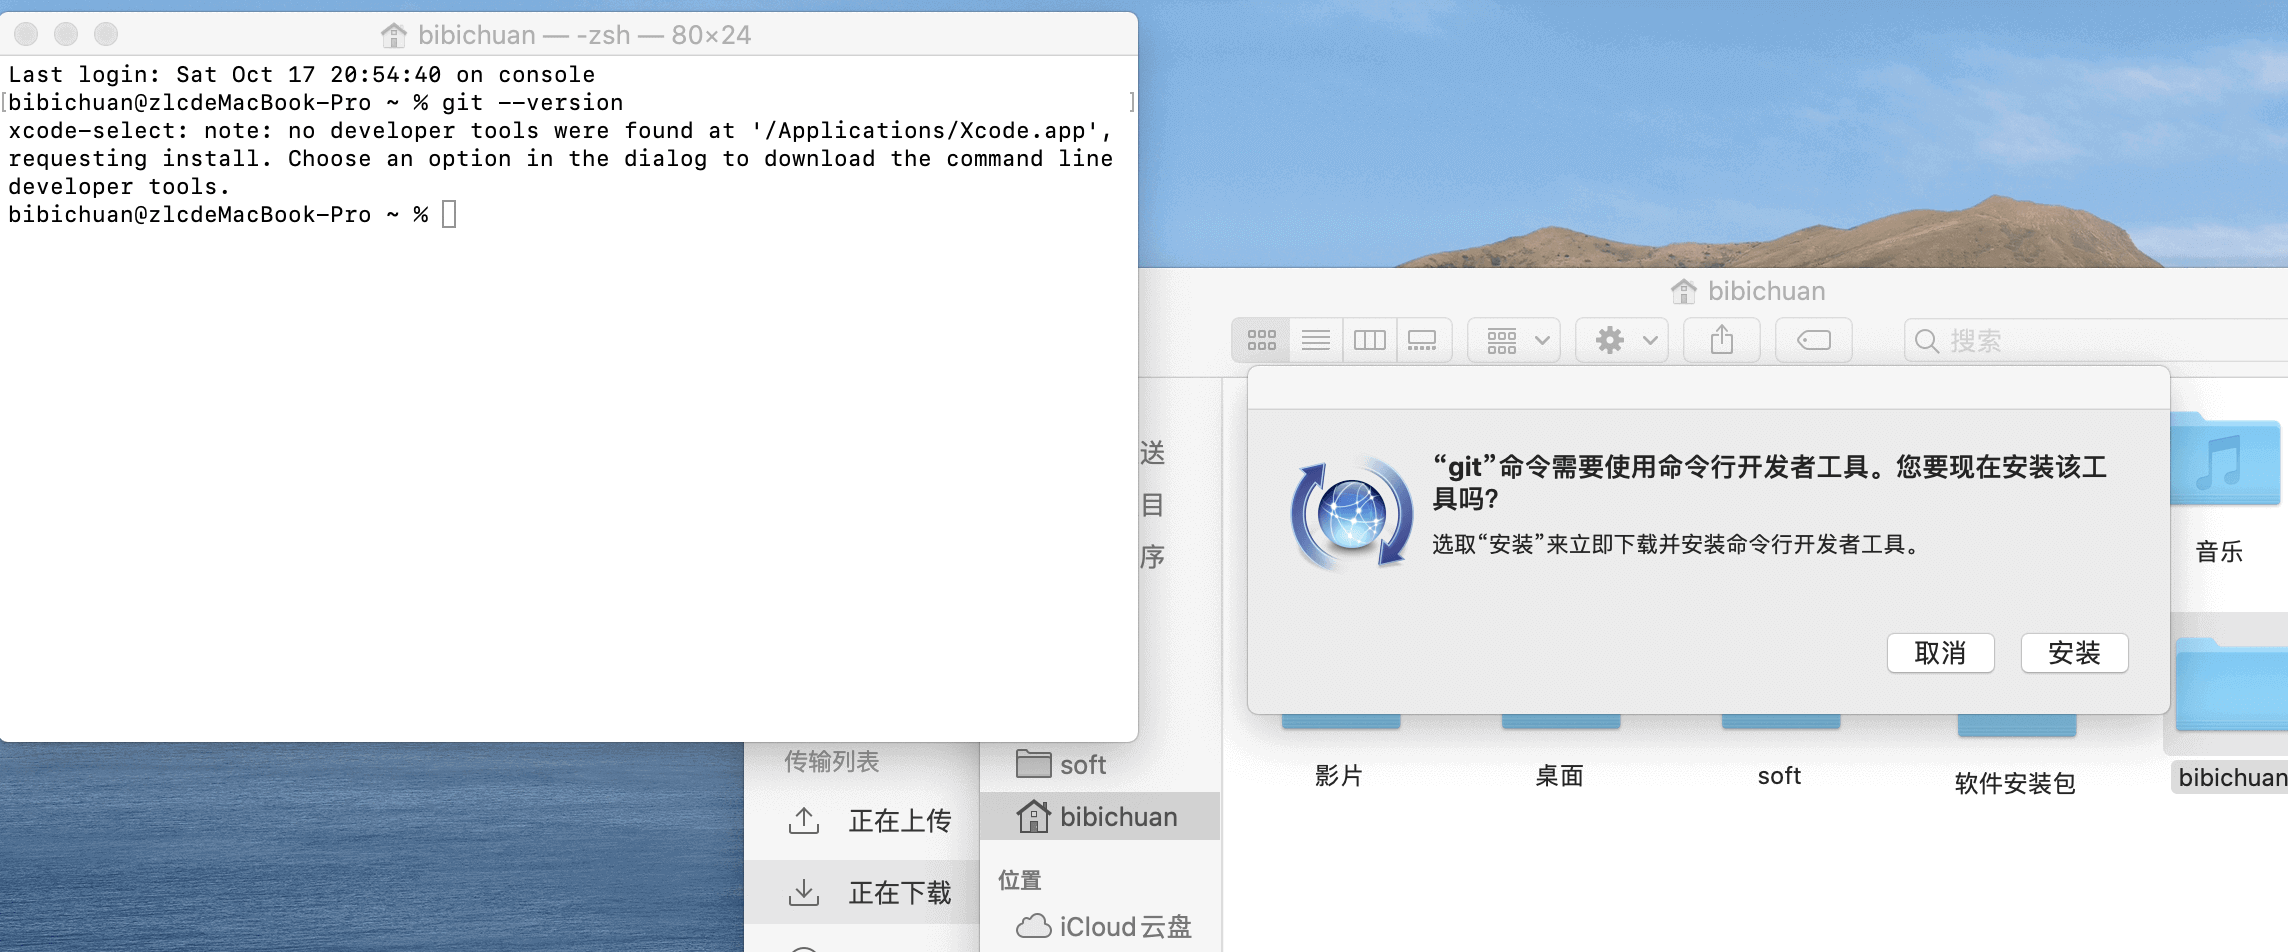 bibichuan — -zsh — 80×24
Last login: Sat Oct 17 20:54:40 on console
[bibichuan@zlcdeMacBook-Pro ~ % git --version]
xcode-select: note: no developer tools were found at '/Applications/Xcode.app',
requesting install. Choose an option in the dialog to download the command line
developer tools.
bibichuan@zlcdeMacBook-Pro ~ %
bibichuan
搜索
送
目
序
“git”命令需要使用命令行开发者工具。您要现在安装该工
具吗?
选取“安装”来立即下载并安装命令行开发者工具。
取消
安装
音乐
影片
桌面
soft
软件安装包
bibichuan
传输列表
正在上传
正在下载
soft
bibichuan
位置
iCloud云盘